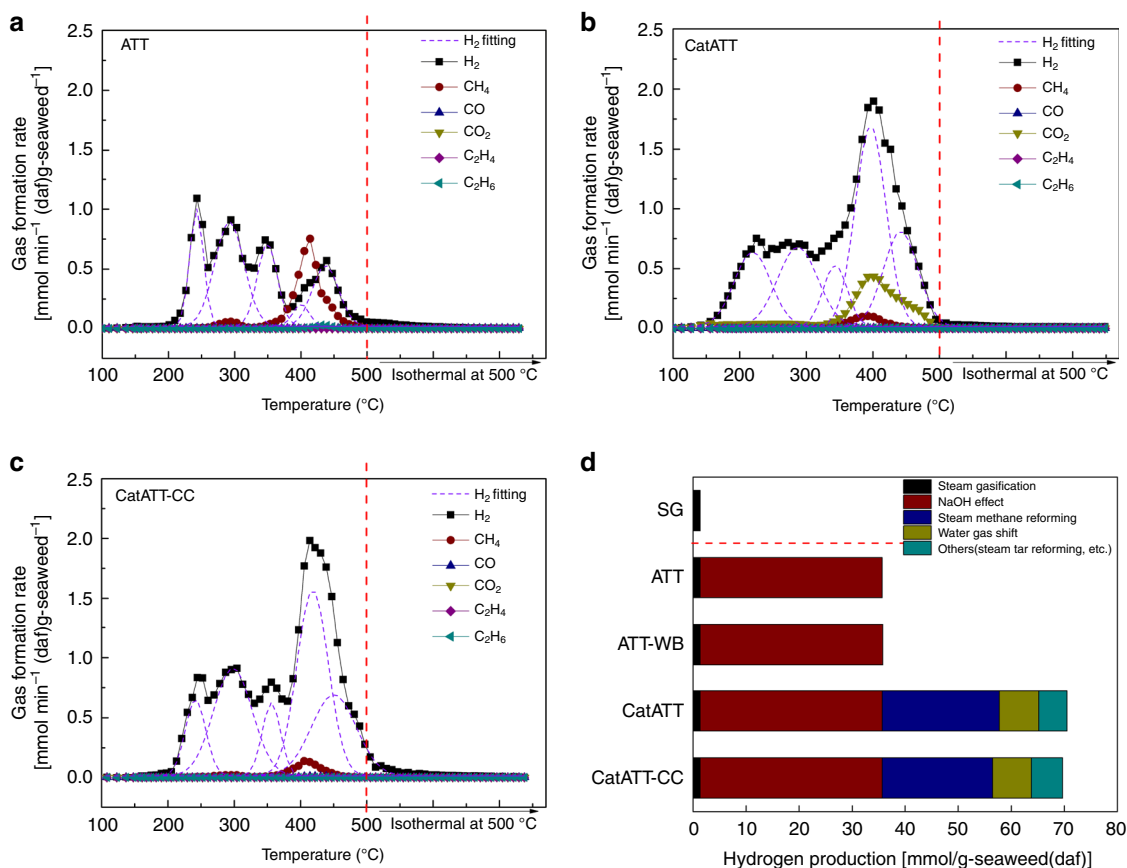 a
ATT
Gas formation rate
[mmol min⁻¹ (daf)g-seaweed⁻¹]
2.5
2.0
1.5
1.0
0.5
0.0
H₂ fitting
H₂
CH₄
CO
CO₂
C₂H₄
C₂H₆
100 200 300 400 500 Isothermal at 500 °C
Temperature (°C)
b
CatATT
Gas formation rate
[mmol min⁻¹ (daf)g-seaweed⁻¹]
2.5
2.0
1.5
1.0
0.5
0.0
H₂ fitting
H₂
CH₄
CO
CO₂
C₂H₄
C₂H₆
100 200 300 400 500 Isothermal at 500 °C
Temperature (°C)
c
CatATT-CC
Gas formation rate
[mmol min⁻¹ (daf)g-seaweed⁻¹]
2.5
2.0
1.5
1.0
0.5
0.0
H₂ fitting
H₂
CH₄
CO
CO₂
C₂H₄
C₂H₆
100 200 300 400 500 Isothermal at 500 °C
Temperature (°C)
d
Steam gasification
NaOH effect
Steam methane reforming
Water gas shift
Others(steam tar reforming, etc.)
SG
ATT
ATT-WB
CatATT
CatATT-CC
0 10 20 30 40 50 60 70 80
Hydrogen production [mmol/g-seaweed(daf)]